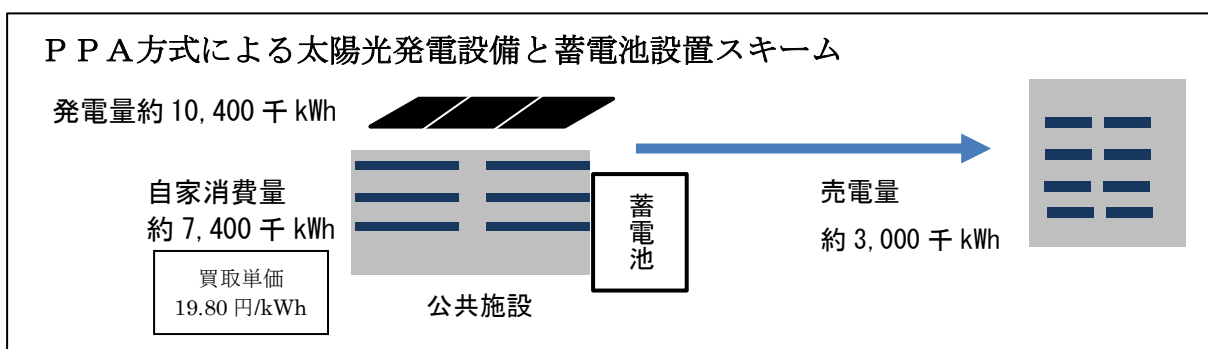 ＰＰＡ方式による太陽光発電設備と蓄電池設置スキーム
発電量約 10,400 千 kWh
自家消費量
約 7,400 千 kWh
買取単価
19.80 円/kWh
公共施設
蓄電池
売電量
約 3,000 千 kWh